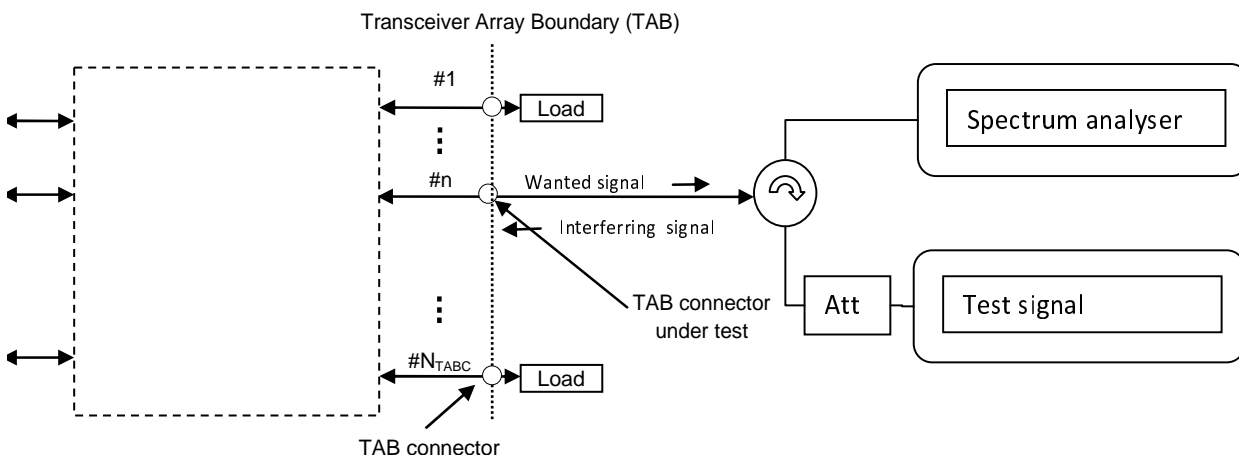 Transceiver Array Boundary (TAB)
#1
Load
Spectrum analyser
#n
Wanted signal
Interferring signal
TAB connector
under test
Att
Test signal
#N_TABC
Load
TAB connector